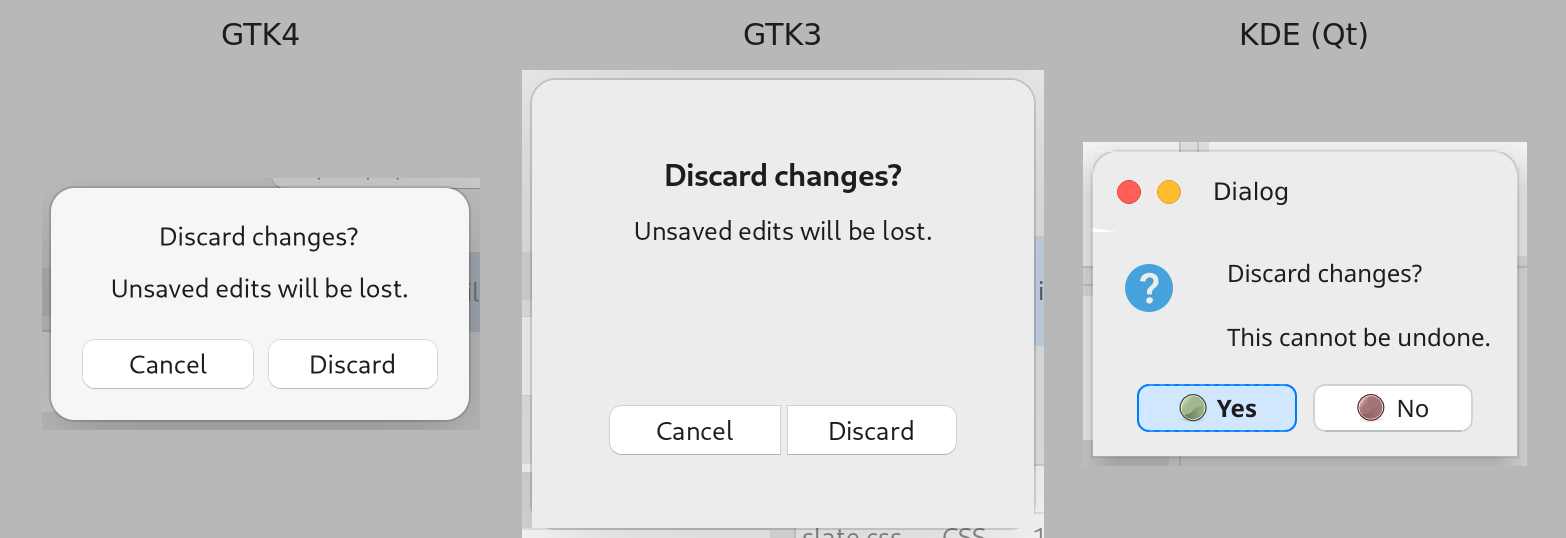 GTK4
GTK3
KDE (Qt)
Discard changes?
Unsaved edits will be lost.
Cancel
Discard
Discard changes?
Unsaved edits will be lost.
Cancel
Discard
slate.css
CSS
1
Dialog
Discard changes?
This cannot be undone.
Yes
No